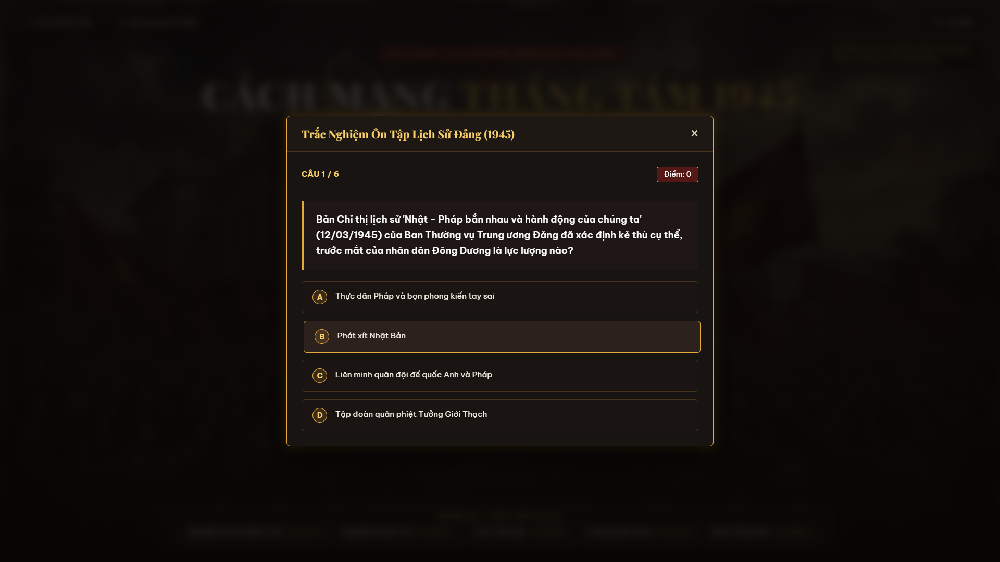 CÁCH MẠNG THÁNG TÁM 1945
Trắc Nghiệm Ôn Tập Lịch Sử Đảng (1945)
×
CÂU 1 / 6
Điểm: 0
Bản Chỉ thị lịch sử 'Nhật - Pháp bắn nhau và hành động của chúng ta'
(12/03/1945) của Ban Thường vụ Trung ương Đảng đã xác định kẻ thù cụ thể,
trước mắt của nhân dân Đông Dương là lực lượng nào?
A Thực dân Pháp và bọn phong kiến tay sai
B Phát xít Nhật Bản
C Liên minh quân đội đế quốc Anh và Pháp
D Tập đoàn quân phiệt Tưởng Giới Thạch